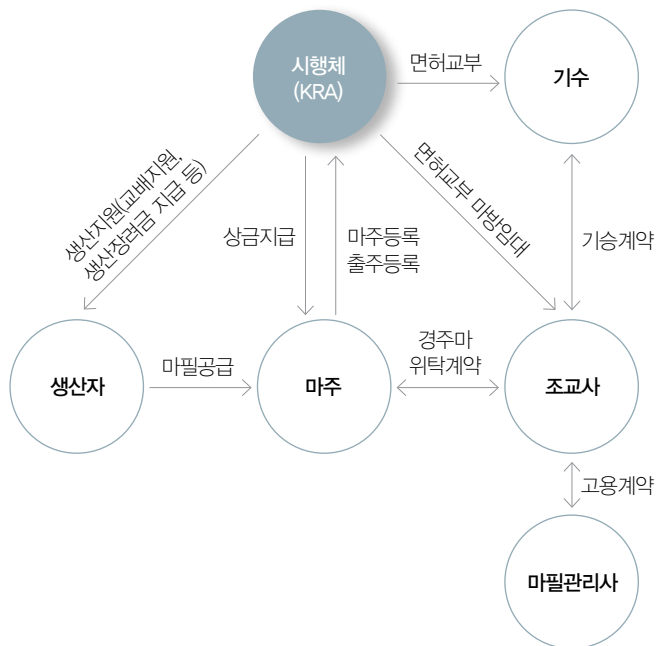 시행체
(KRA)
면허교부
기수
생산지원(교배지원,
생산장려금 지급 등)
상금지급
마주등록
출주등록
면허교부 마방임대
기승계약
생산자
마필공급
마주
경주마
위탁계약
조교사
고용계약
마필관리사